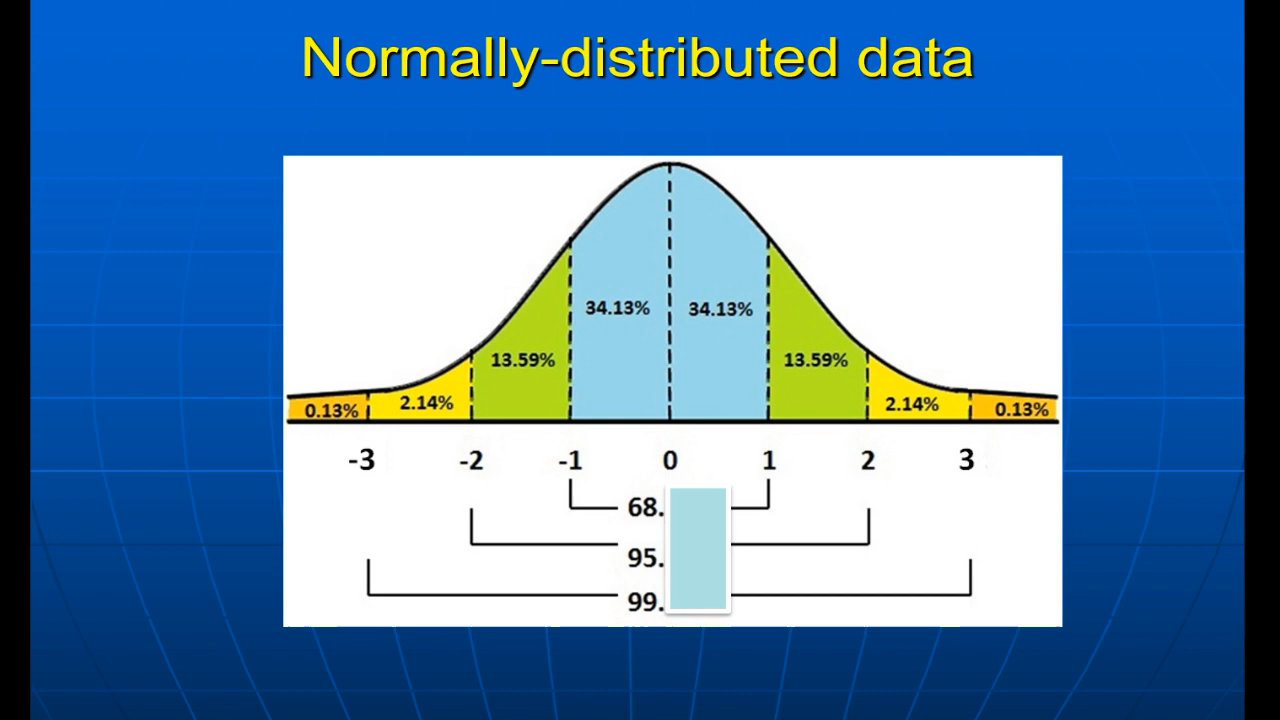 Normally-distributed data
34.13% 34.13%
13.59% 13.59%
0.13% 2.14% 2.14% 0.13%
-3 -2 -1 0 1 2 3
68.
95.
99.